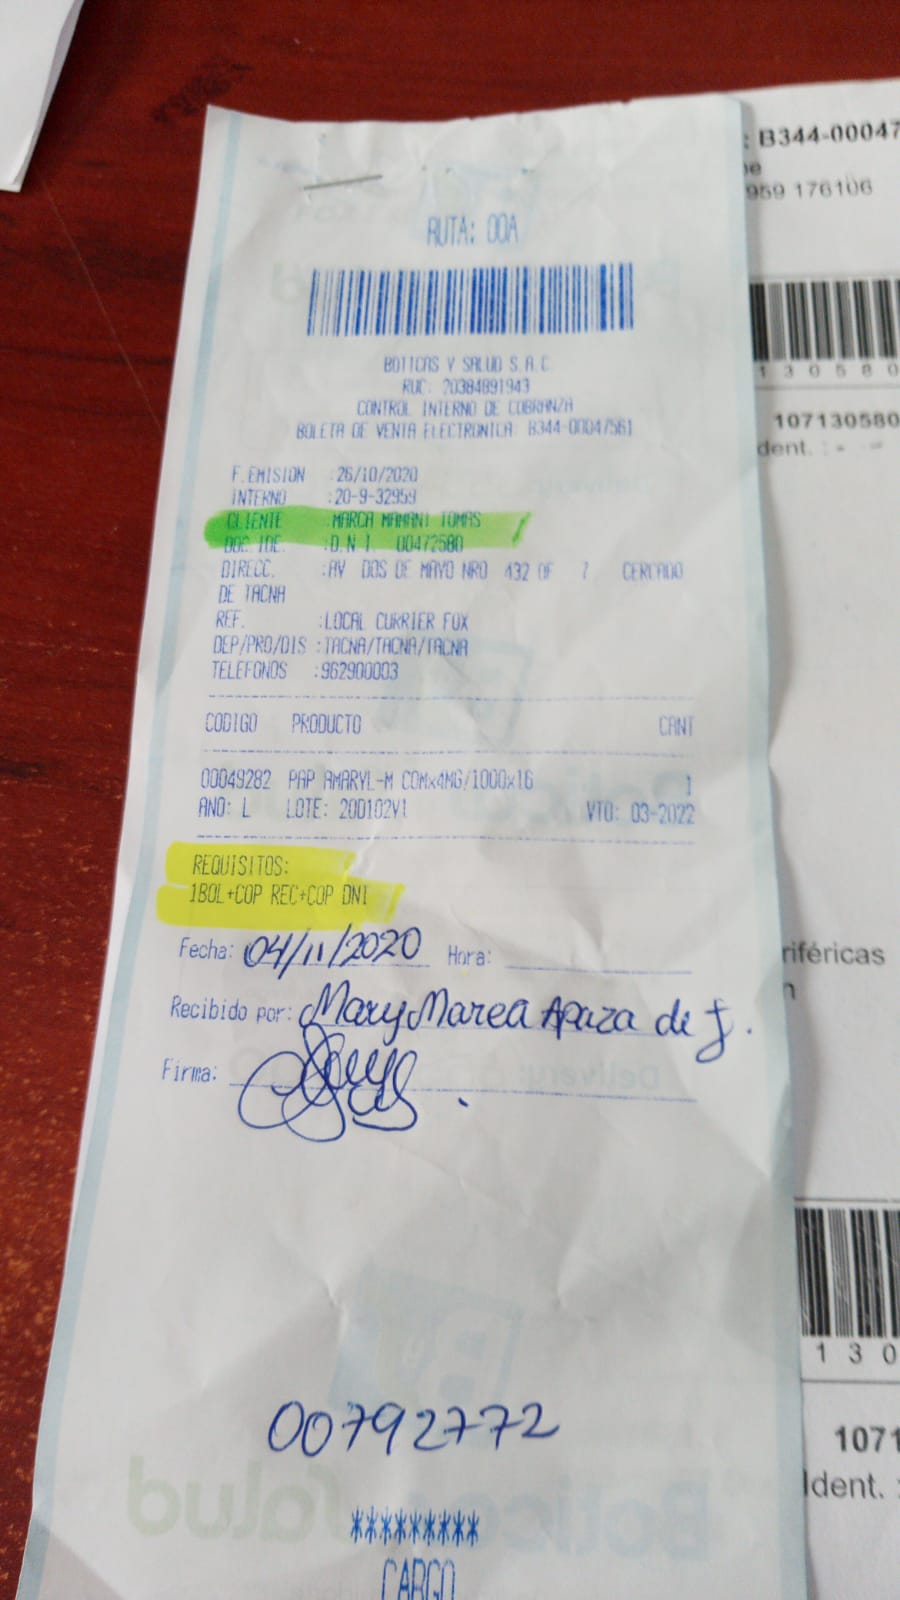 RUTA: 00A
BOTICAS Y SALUD S.A.C
RUC: 20384891943
CONTROL INTERNO DE COBRANZA
BOLETA DE VENTA ELECTRONICA: B344-00047561
F.EMISION :26/10/2020
INTERNO :20-9-32959
CLIENTE :MARCA MAMANI TOMAS
DOC.IDE. :D.N.I. 00472580
DIRECC. :AV DOS DE MAYO NRO 432 OF 7 CERCADO
DE TACNA
REF. :LOCAL CURRIER FOX
DEP/PRO/DIS :TACNA/TACNA/TACNA
TELEFONOS :962900003
CODIGO PRODUCTO CANT
00049282 PAP AMARYL-M COMx4MG/1000x16 1
ANO: L LOTE: 20D102V1 VTO: 03-2022
REQUISITOS:
1BOL+COP REC+COP DNI
Fecha: 04/11/2020 Hora:
Recibido por: Mary Marca Apaza de f.
Firma:
00792772
*********
CARGO
: B344-00047
959 176106
130580
107130580
dent. : - =
riféricas
n
130
1071
Ident. :